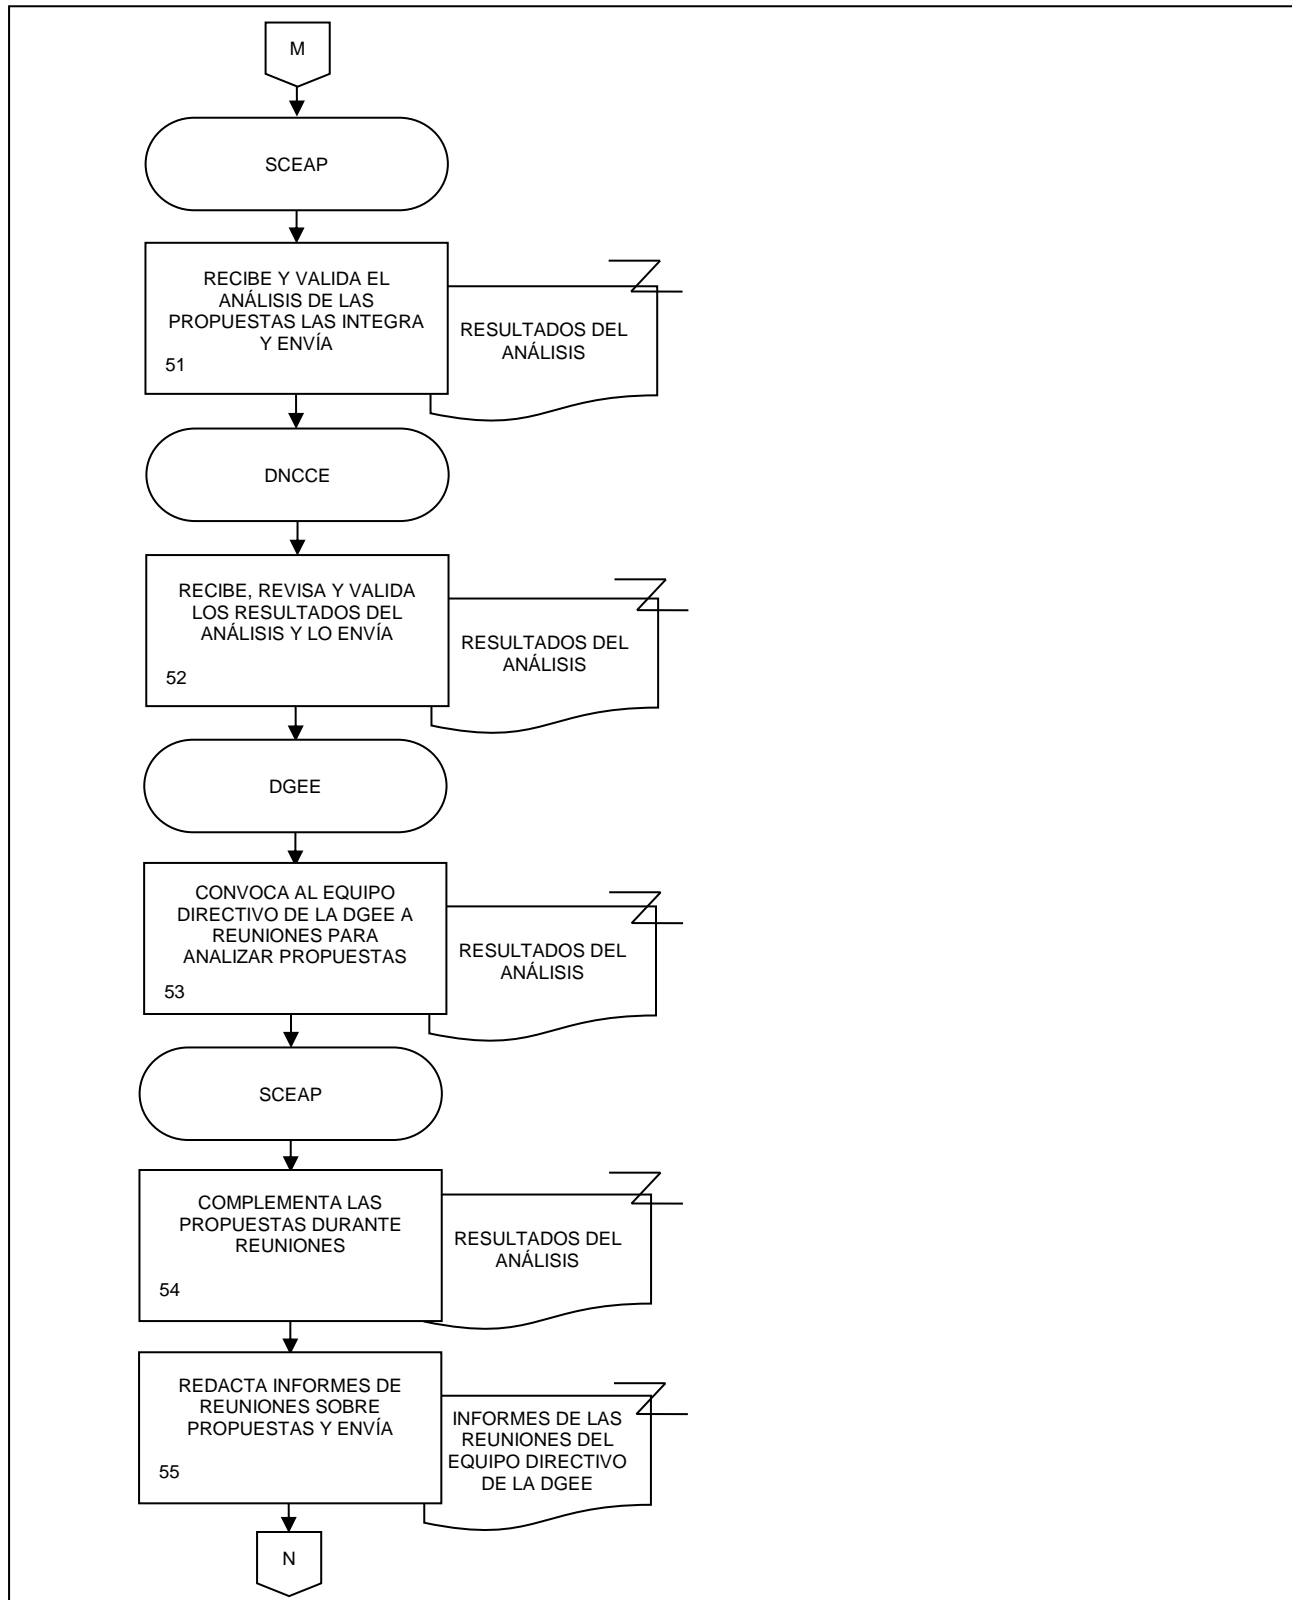 M
SCEAP
RECIBE Y VALIDA EL
ANÁLISIS DE LAS
PROPUESTAS LAS INTEGRA
Y ENVÍA
51
RESULTADOS DEL
ANÁLISIS
DNCCE
RECIBE, REVISA Y VALIDA
LOS RESULTADOS DEL
ANÁLISIS Y LO ENVÍA
52
RESULTADOS DEL
ANÁLISIS
DGEE
CONVOCA AL EQUIPO
DIRECTIVO DE LA DGEE A
REUNIONES PARA
ANALIZAR PROPUESTAS
53
RESULTADOS DEL
ANÁLISIS
SCEAP
COMPLEMENTA LAS
PROPUESTAS DURANTE
REUNIONES
54
RESULTADOS DEL
ANÁLISIS
REDACTA INFORMES DE
REUNIONES SOBRE
PROPUESTAS Y ENVÍA
55
INFORMES DE LAS
REUNIONES DEL
EQUIPO DIRECTIVO
DE LA DGEE
N